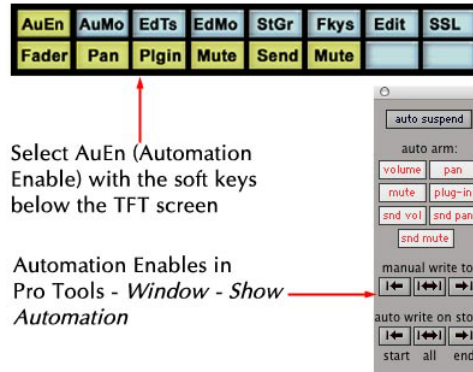 AuEn AuMo EdTs EdMo StGr Fkys Edit SSL
Fader Pan Plgin Mute Send Mute
Select AuEn (Automation
Enable) with the soft keys
below the TFT screen
Automation Enables in
Pro Tools - Window - Show
Automation
auto suspend
auto arm:
volume pan
mute plug-in
snd vol snd pan
snd mute
manual write to
auto write on sto
start all end